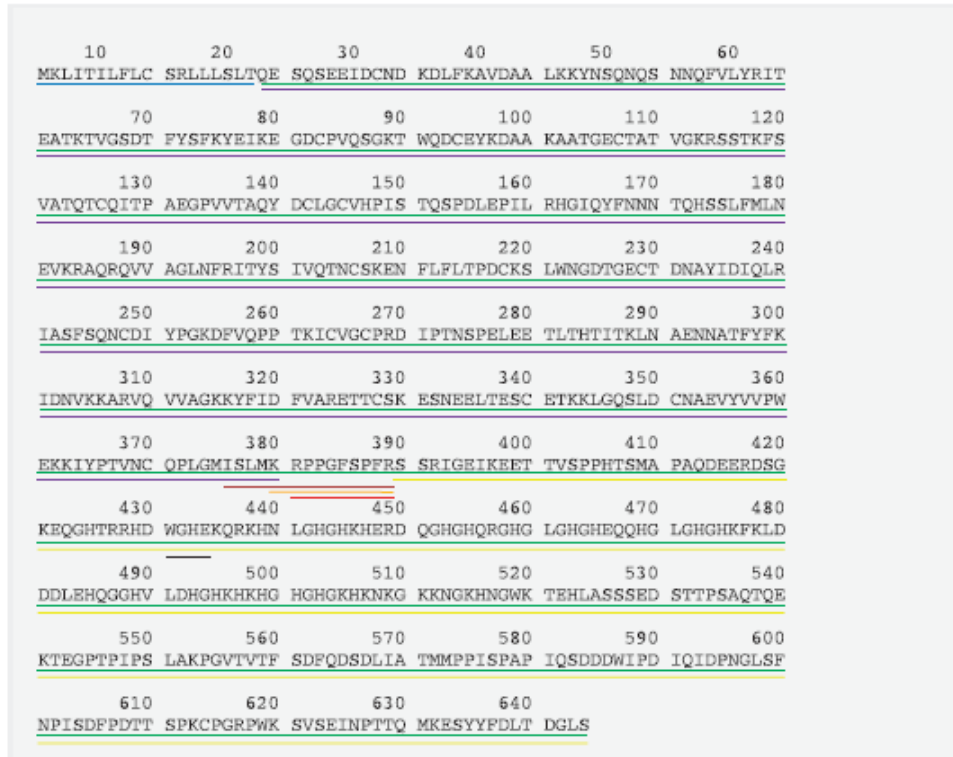 10 20 30 40 50 60
MKLITILFLC SRLLLSLTQE SQSEEIDCND KDLFKAVDAA LKKYNSQNQS NNQFVLYRIT
70 80 90 100 110 120
EATKTVGSDT FYSFKYEIKE GDCPVQSGKT WQDCEYKDAA KAATGECTAT VGKRSSTKFS
130 140 150 160 170 180
VATQTCQITP AEGPVVTAQY DCLGCVHPIS TQSPDLEPIL RHGIQYFNNN TQHSSLFMLN
190 200 210 220 230 240
EVKRAQRQVV AGLNFRITYS IVQTNCSKEN FLFLTPDCKS LWNGDTGECT DNAYIDIQLR
250 260 270 280 290 300
IASFSQNCDI YPGKDFVQPP TKICVGCPRD IPTNSPELEE TLTHTITKLN AENNATFYFK
310 320 330 340 350 360
IDNVKKARVQ VVAGKKYFID FVARETTCSK ESNEELTESC ETKKLGQSLD CNAEVYVVPW
370 380 390 400 410 420
EKKIYPTVNC QPLGMISLMK RPPGFSPFRS SRIGEIKEET TVSPPHTSMA PAQDEERDSG
430 440 450 460 470 480
KEQGHTRRHD WGHEKQRKHN LGHGHKHERD QGHGHQRGHG LGHGHEQQHG LGHGHKFKLD
490 500 510 520 530 540
DDLEHQGGHV LDHGHKHKHG HGHGKHKNKG KKNGKHNGWK TEHLASSSED STTPSAQTQE
550 560 570 580 590 600
KTEGPTPIPS LAKPGVTVTF SDFQDSDLIA TMMPPISPAP IQSDDDWIPD IQIDPNGLSF
610 620 630 640
NPISDFPDTT SPKCPGRPWK SVSEINPTTQ MKESYYFDLT DGLS